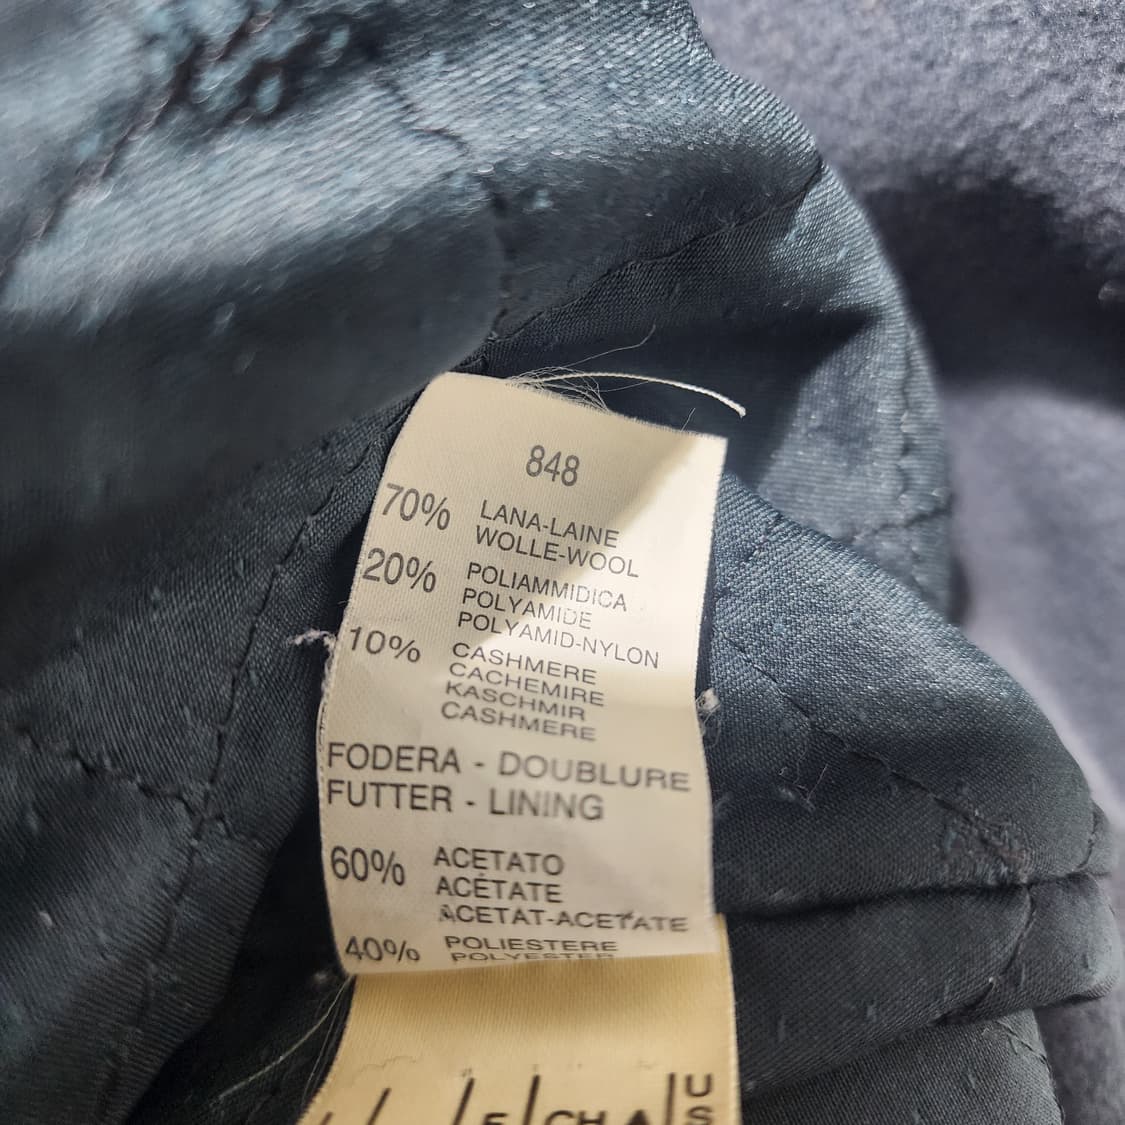 848
70% LANA-LAINE
WOLLE-WOOL
20% POLIAMMIDICA
POLYAMIDE
POLYAMID-NYLON
10% CASHMERE
CACHEMIRE
KASCHMIR
CASHMERE
FODERA - DOUBLURE
FUTTER - LINING
60% ACETATO
ACÉTATE
ACETAT-ACETATE
40% POLIESTERE
POLYESTER